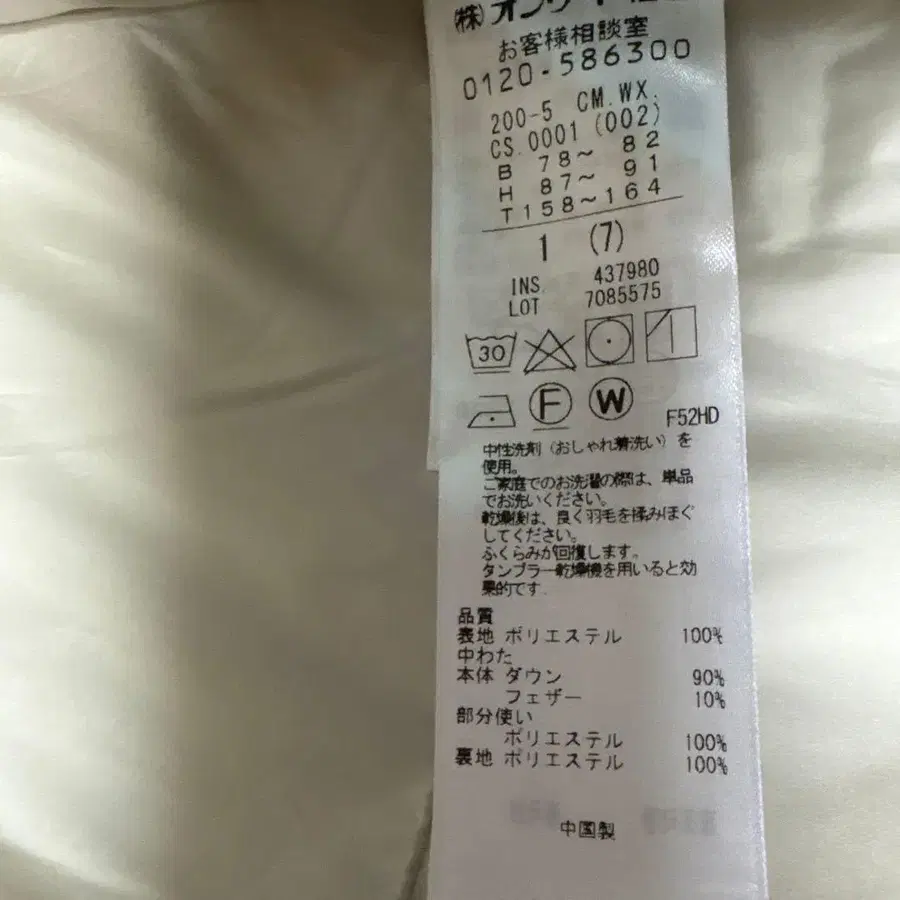 (株)オンワード
お客様相談室
0120-586300
200-5 CM.WX.
CS.0001 (002)
B 78～ 82
H 87～ 91
T158～164
1 (7)
INS. 437980
LOT 7085575
30
F W F52HD
中性洗剤（おしゃれ着洗い）を
使用。
ご家庭でのお洗濯の際は、単品
でお洗いください。
乾燥後は、良く羽毛を揉みほぐ
してください。
ふくらみが回復します。
タンブラー乾燥機を用いると効
果的です.
品質
表地 ポリエステル 100%
中わた
本体 ダウン 90%
フェザー 10%
部分使い
ポリエステル 100%
裏地 ポリエステル 100%
中国製